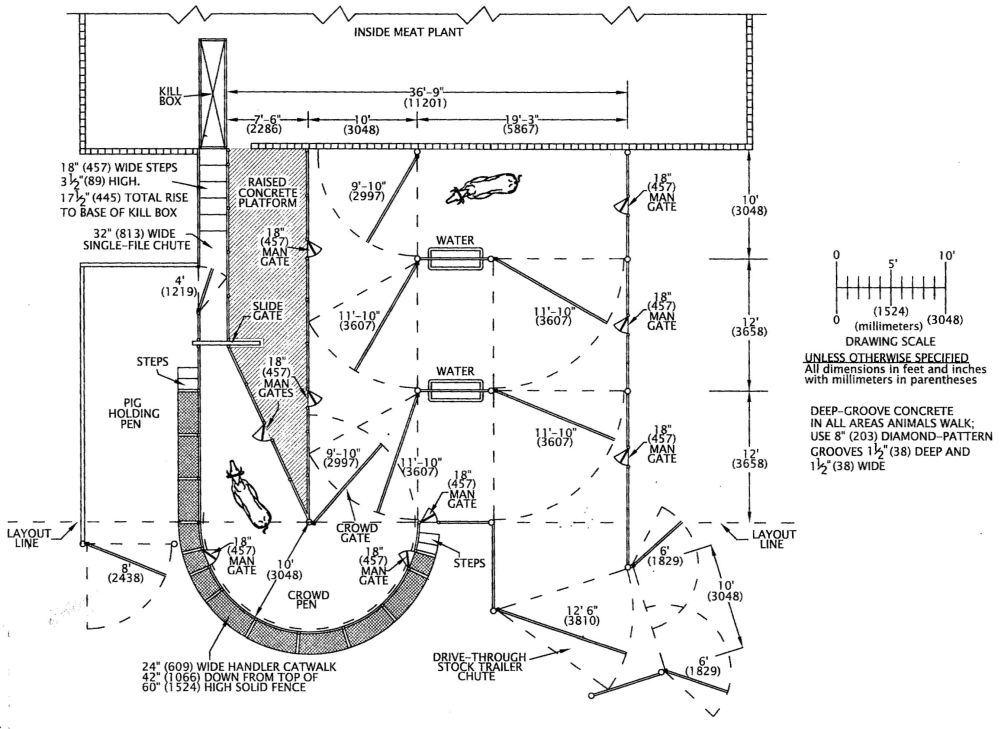 INSIDE MEAT PLANT
KILL
BOX
36'-9"
(11201)
7'-6"
(2286)
10'
(3048)
19'-3"
(5867)
18" (457) WIDE STEPS
3 1/2"(89) HIGH.
17 1/2"(445) TOTAL RISE
TO BASE OF KILL BOX
32" (813) WIDE
SINGLE-FILE CHUTE
RAISED
CONCRETE
PLATFORM
9'-10"
(2997)
18"
(457)
MAN
GATE
10'
(3048)
18"
(457)
MAN
GATE
WATER
4'
(1219)
SLIDE
GATE
11'-10"
(3607)
11'-10"
(3607)
18"
(457)
MAN
GATE
12'
(3658)
0
5'
10'
0
(1524)
(3048)
(millimeters)
DRAWING SCALE
UNLESS OTHERWISE SPECIFIED
All dimensions in feet and inches
with millimeters in parentheses
STEPS
18"
(457)
MAN
GATES
WATER
PIG
HOLDING
PEN
9'-10"
(2997)
11'-10"
(3607)
11'-10"
(3607)
18"
(457)
MAN
GATE
12'
(3658)
DEEP-GROOVE CONCRETE
IN ALL AREAS ANIMALS WALK;
USE 8" (203) DIAMOND-PATTERN
GROOVES 1 1/2"(38) DEEP AND
1 1/2"(38) WIDE
18"
(457)
MAN
GATE
CROWD
GATE
LAYOUT
LINE
LAYOUT
LINE
8'
(2438)
18"
(457)
MAN
GATE
10'
(3048)
18"
(457)
MAN
GATE
STEPS
6'
(1829)
10'
(3048)
CROWD
PEN
12' 6"
(3810)
DRIVE-THROUGH
STOCK TRAILER
CHUTE
6'
(1829)
24" (609) WIDE HANDLER CATWALK
42" (1066) DOWN FROM TOP OF
60" (1524) HIGH SOLID FENCE